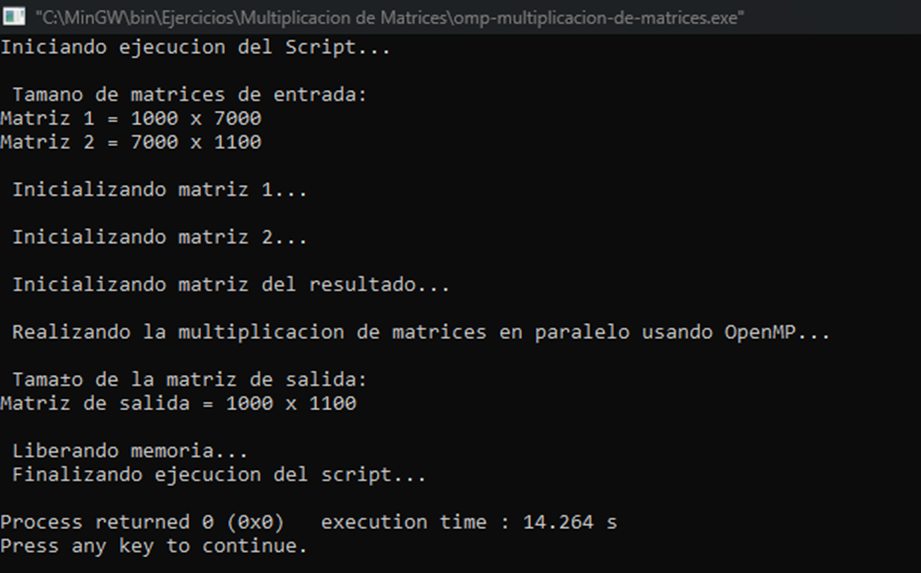 "C:\MinGW\bin\Ejercicios\Multiplicacion de Matrices\omp-multiplicacion-de-matrices.exe"
Iniciando ejecucion del Script...
Tamano de matrices de entrada:
Matriz 1 = 1000 x 7000
Matriz 2 = 7000 x 1100
Inicializando matriz 1...
Inicializando matriz 2...
Inicializando matriz del resultado...
Realizando la multiplicacion de matrices en paralelo usando OpenMP...
Tama±o de la matriz de salida:
Matriz de salida = 1000 x 1100
Liberando memoria...
Finalizando ejecucion del script...
Process returned 0 (0x0)   execution time : 14.264 s
Press any key to continue.